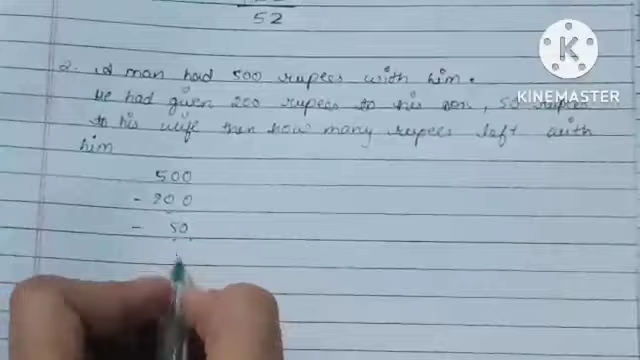 52
2. A man had 500 rupees with him.
He had given 200 rupees to his son, 50 rupees
to his wife then how many rupees left with
him
500
- 200
- 50
K
KINEMASTER